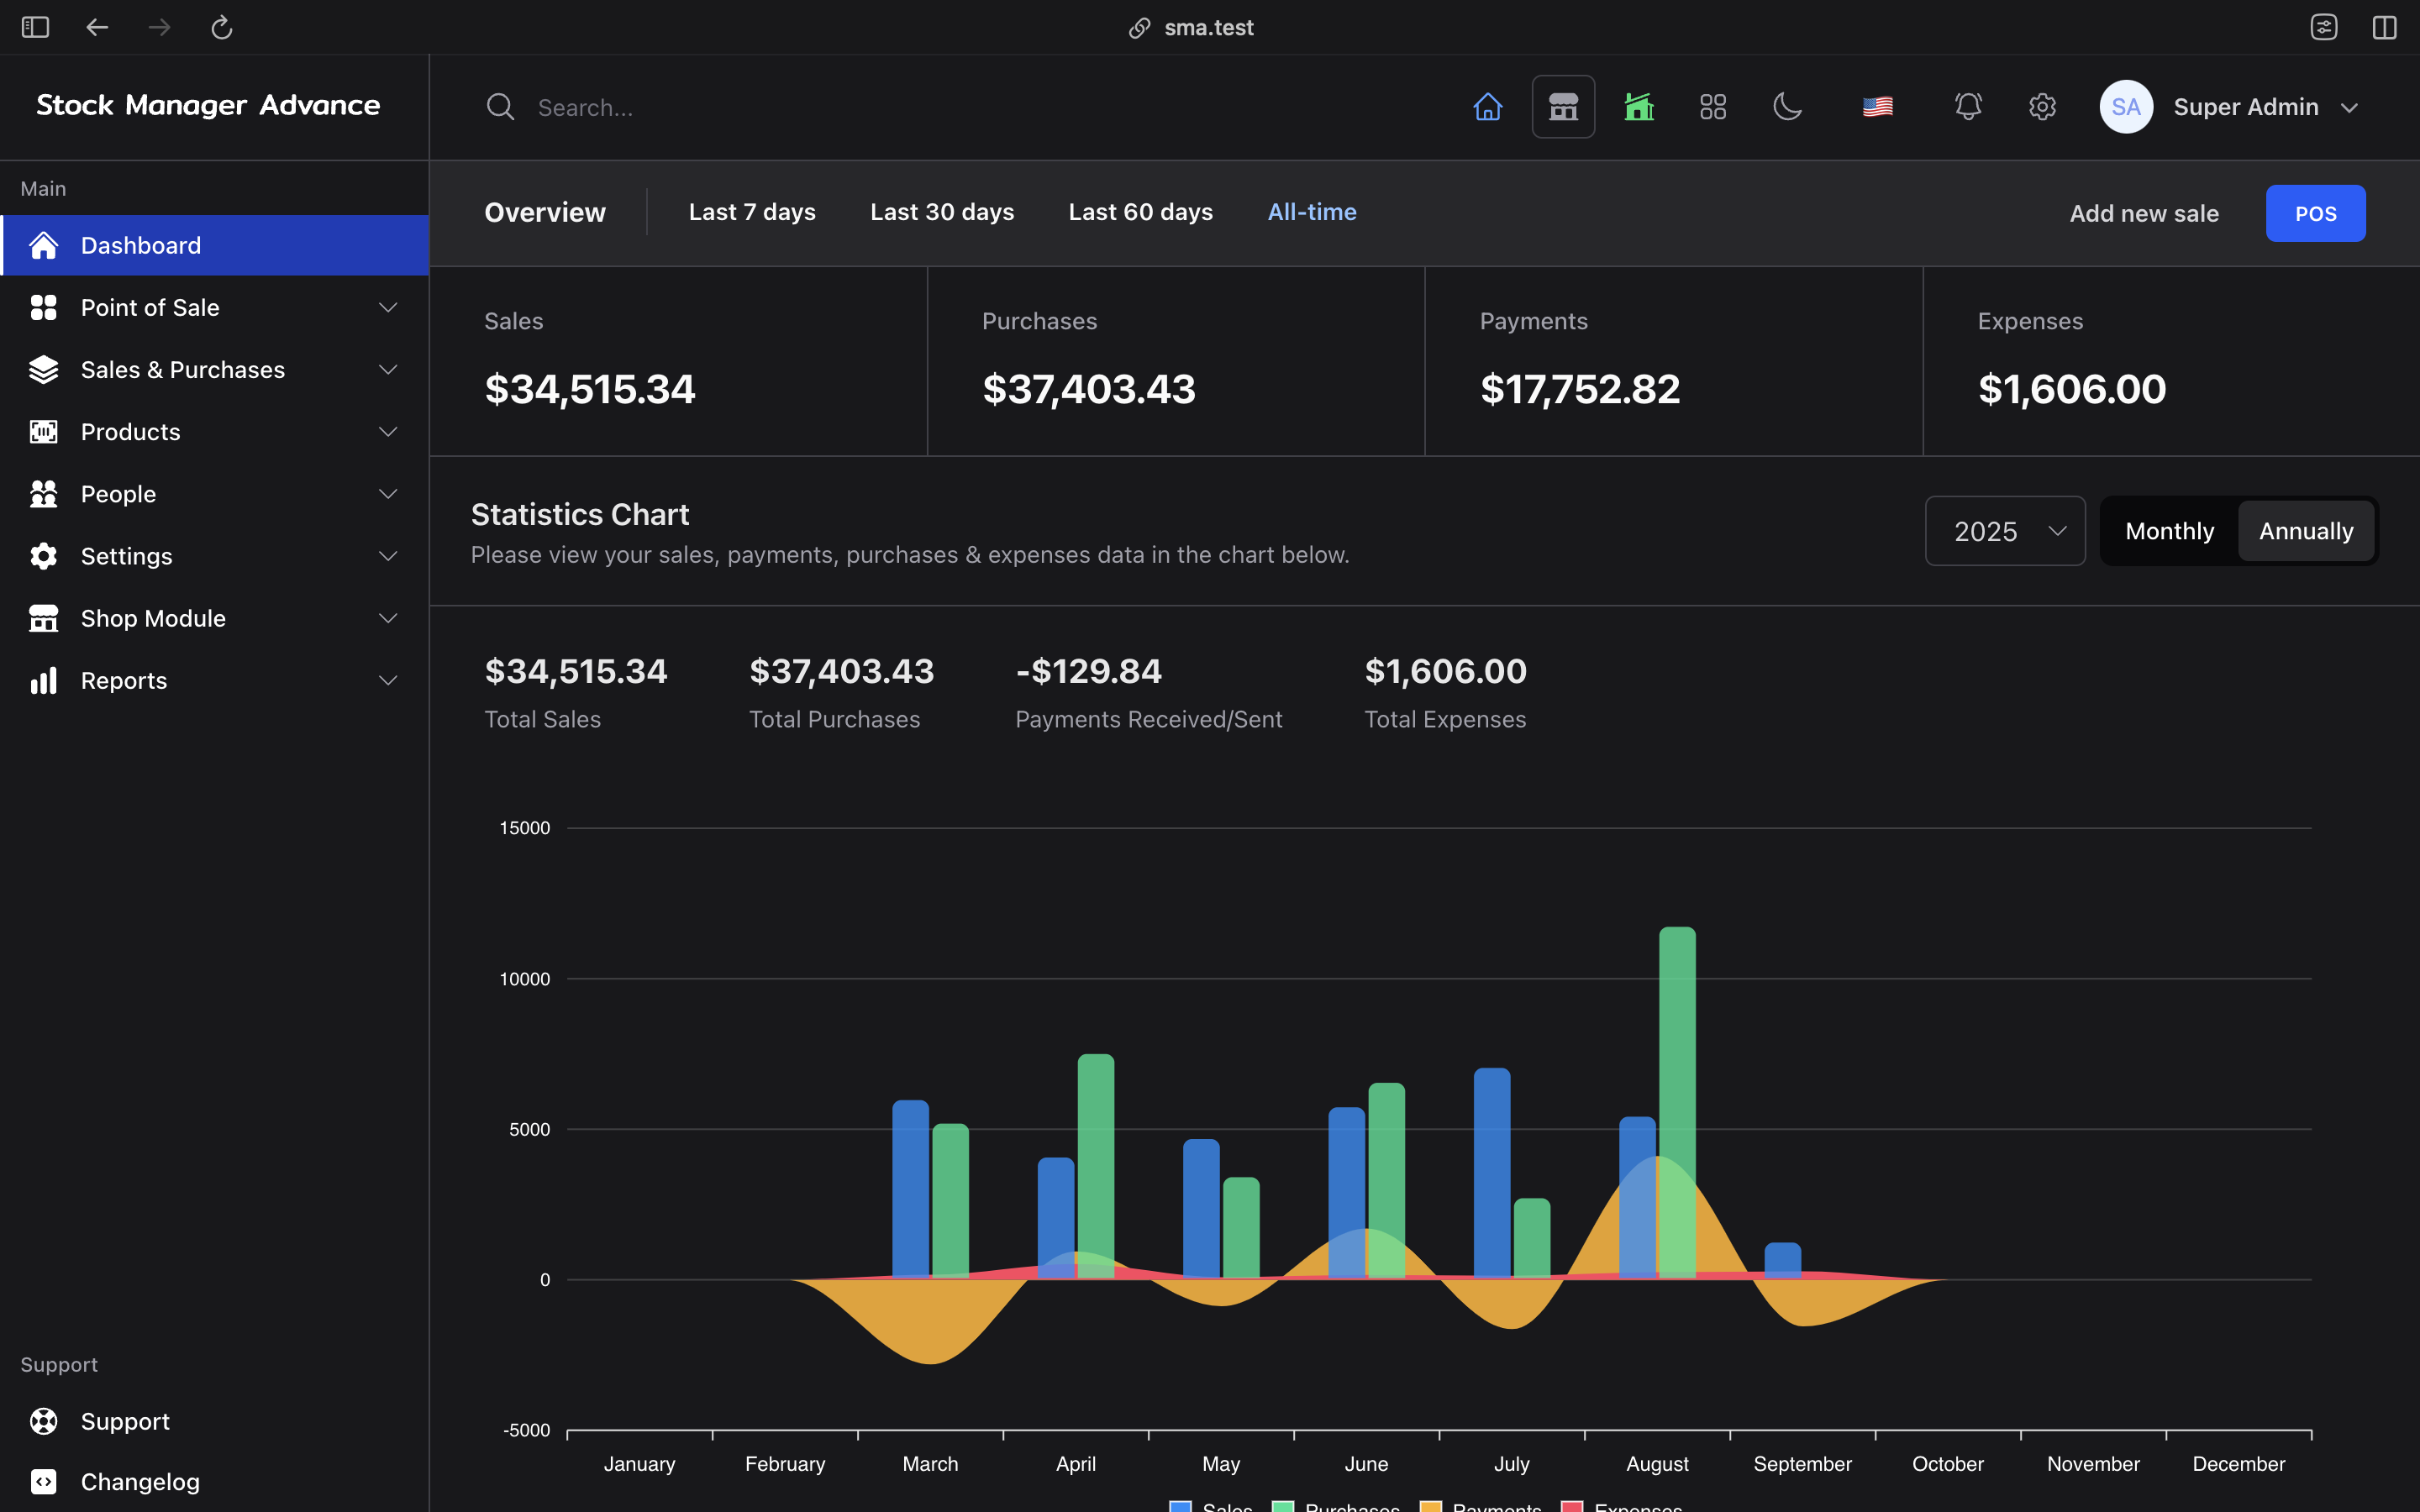 sma.test
Stock Manager Advance
Search...
SA
Super Admin
Main
Dashboard
Point of Sale
Sales & Purchases
Products
People
Settings
Shop Module
Reports
Support
Support
Changelog
Overview
Last 7 days
Last 30 days
Last 60 days
All-time
Add new sale
POS
Sales
$34,515.34
Purchases
$37,403.43
Payments
$17,752.82
Expenses
$1,606.00
Statistics Chart
Please view your sales, payments, purchases & expenses data in the chart below.
2025
Monthly
Annually
$34,515.34
Total Sales
$37,403.43
Total Purchases
-$129.84
Payments Received/Sent
$1,606.00
Total Expenses
15000
10000
5000
0
-5000
January
February
March
April
May
June
July
August
September
October
November
December
Sales
Purchases
Payments
Expenses